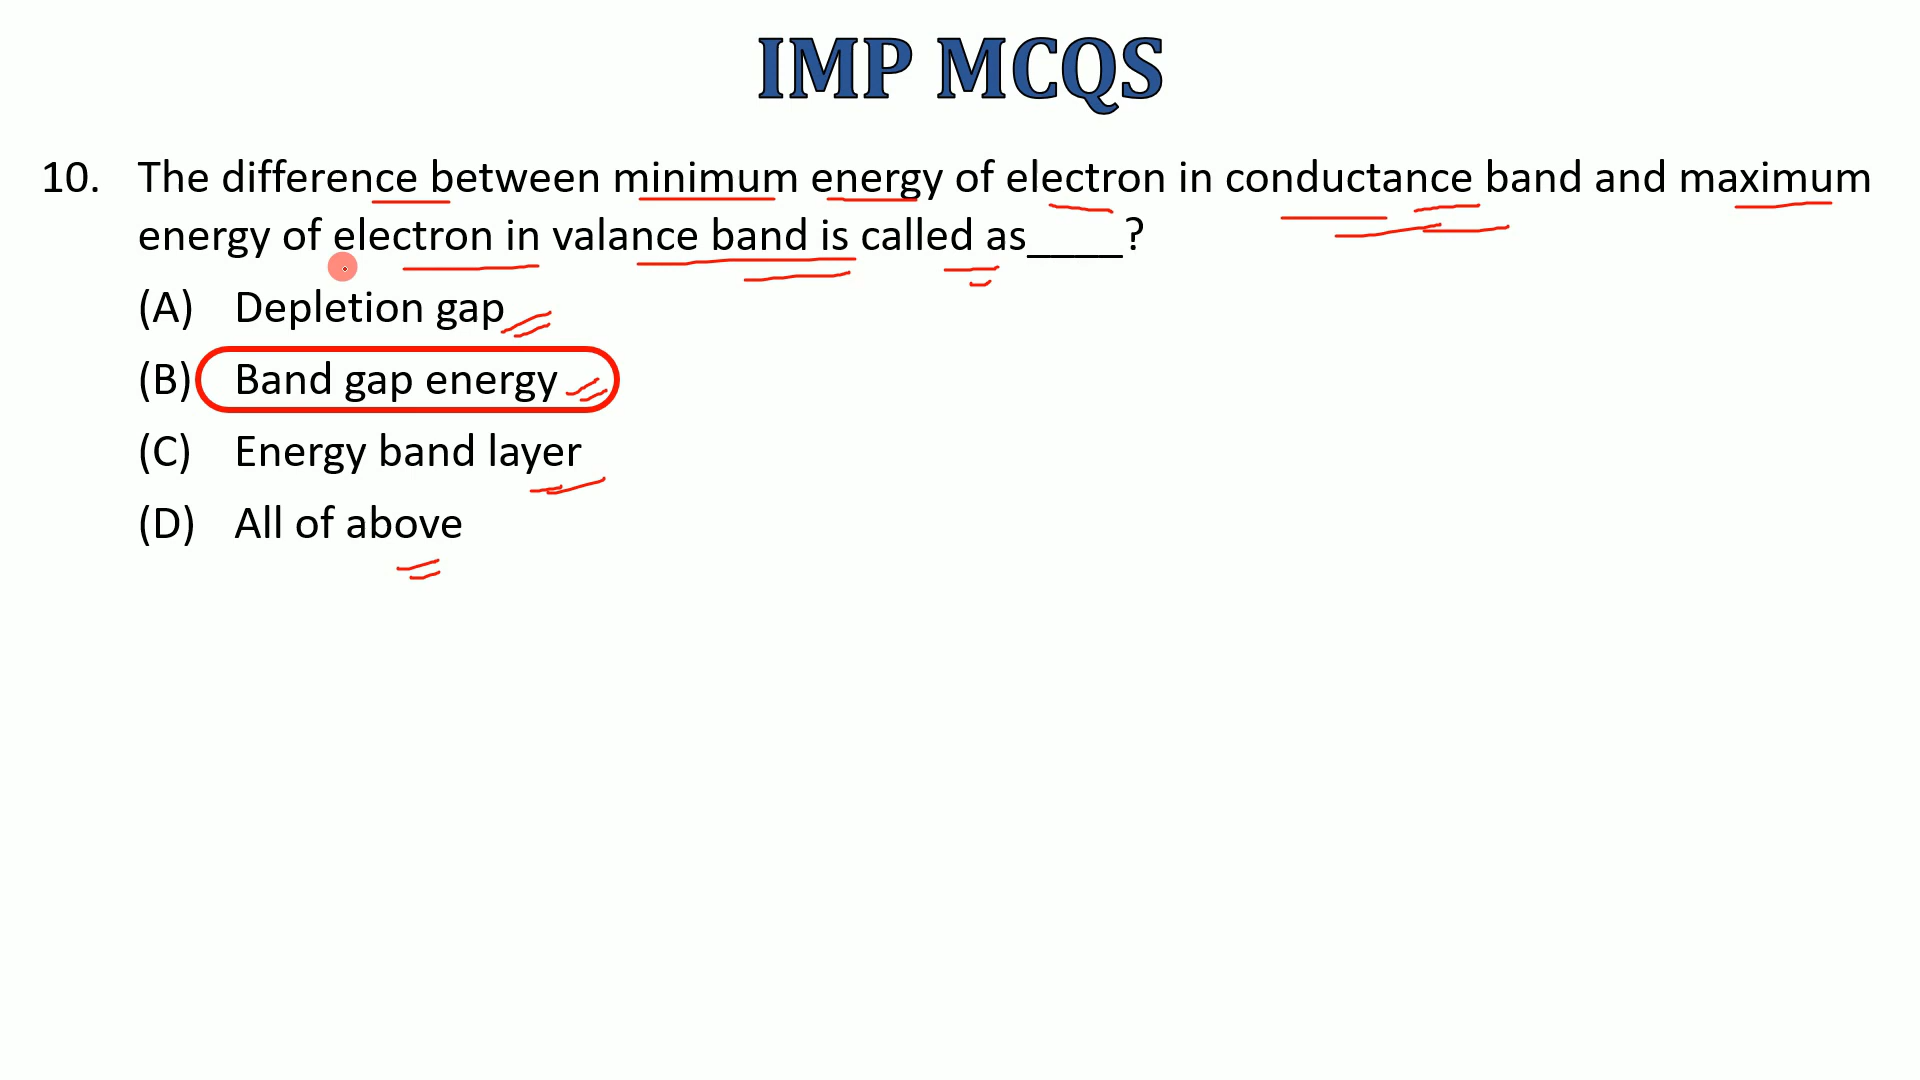 IMP MCQS
10. The difference between minimum energy of electron in conductance band and maximum
energy of electron in valance band is called as____?
(A) Depletion gap
(B) Band gap energy
(C) Energy band layer
(D) All of above